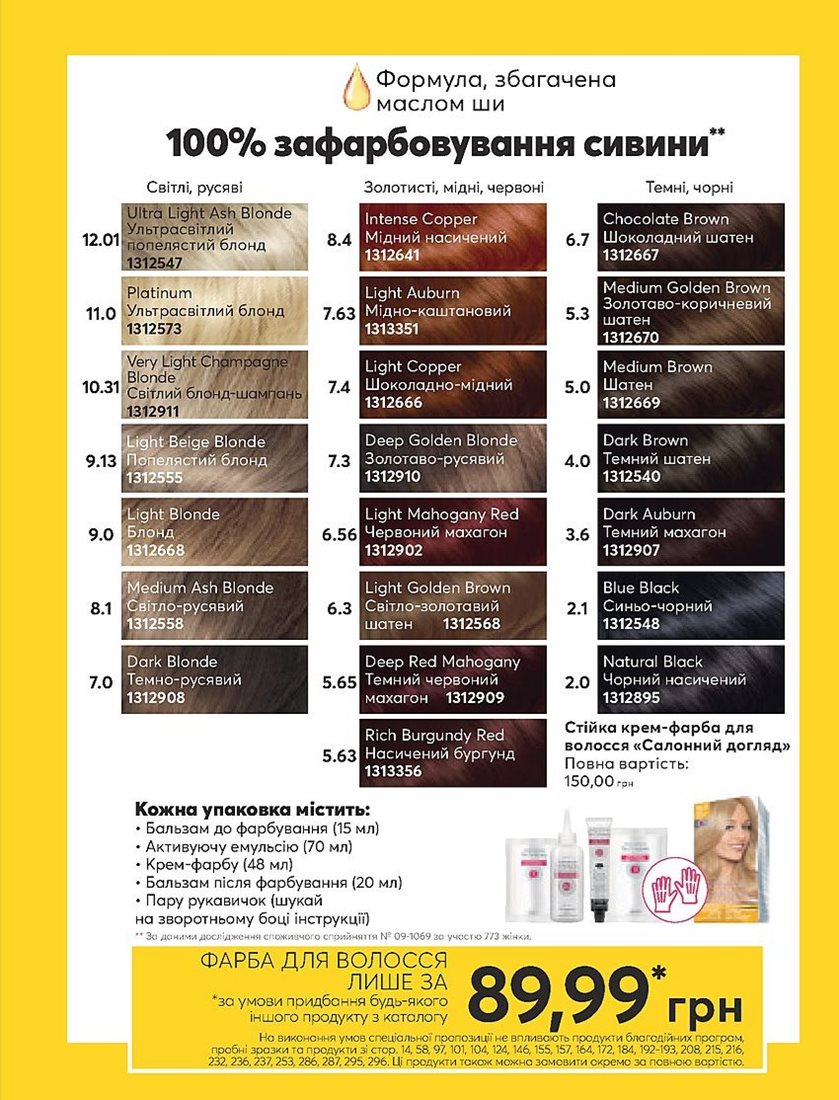 Формула, збагачена
маслом ши
100% зафарбовування сивини**
Світлі, русяві
12.01
Ultra Light Ash Blonde
Ультрасвітлий
попелястий блонд
1312547
11.0
Platinum
Ультрасвітлий блонд
1312573
10.31
Very Light Champagne
Blonde
Світлий блонд-шампань
1312911
9.13
Light Beige Blonde
Попелястий блонд
1312555
9.0
Light Blonde
Блонд
1312668
8.1
Medium Ash Blonde
Світло-русявий
1312558
7.0
Dark Blonde
Темно-русявий
1312908
Золотисті, мідні, червоні
8.4
Intense Copper
Мідний насичений
1312641
7.63
Light Auburn
Мідно-каштановий
1313351
7.4
Light Copper
Шоколадно-мідний
1312666
7.3
Deep Golden Blonde
Золотаво-русявий
1312910
6.56
Light Mahogany Red
Червоний махагон
1312902
6.3
Light Golden Brown
Світло-золотавий
шатен 1312568
5.65
Deep Red Mahogany
Темний червоний
махагон 1312909
5.63
Rich Burgundy Red
Насичений бургунд
1313356
Темні, чорні
6.7
Chocolate Brown
Шоколадний шатен
1312667
5.3
Medium Golden Brown
Золотаво-коричневий
шатен
1312670
5.0
Medium Brown
Шатен
1312669
4.0
Dark Brown
Темний шатен
1312540
3.6
Dark Auburn
Темний махагон
1312907
2.1
Blue Black
Синьо-чорний
1312548
2.0
Natural Black
Чорний насичений
1312895
Стійка крем-фарба для
волосся «Салонний догляд»
Повна вартість:
150,00 грн
Кожна упаковка містить:
• Бальзам до фарбування (15 мл)
• Активуючу емульсію (70 мл)
• Крем-фарбу (48 мл)
• Бальзам після фарбування (20 мл)
• Пару рукавичок (шукай
на зворотньому боці інструкції)
** За даними дослідження споживчого сприйняття № 09-1069 за участю 773 жінки.
ФАРБА ДЛЯ ВОЛОССЯ
ЛИШЕ ЗА
*за умови придбання будь-якого
іншого продукту з каталогу
89,99* грн
На виконання умов спеціальної пропозиції не впливають продукти благодійних програм,
пробні зразки та продукти зі стор. 14, 58, 97, 101, 104, 124, 146, 155, 157, 164, 172, 184, 192-193, 208, 215, 216,
232, 236, 237, 253, 286, 287, 295, 296. Ці продукти також можна замовити окремо за повною вартістю.